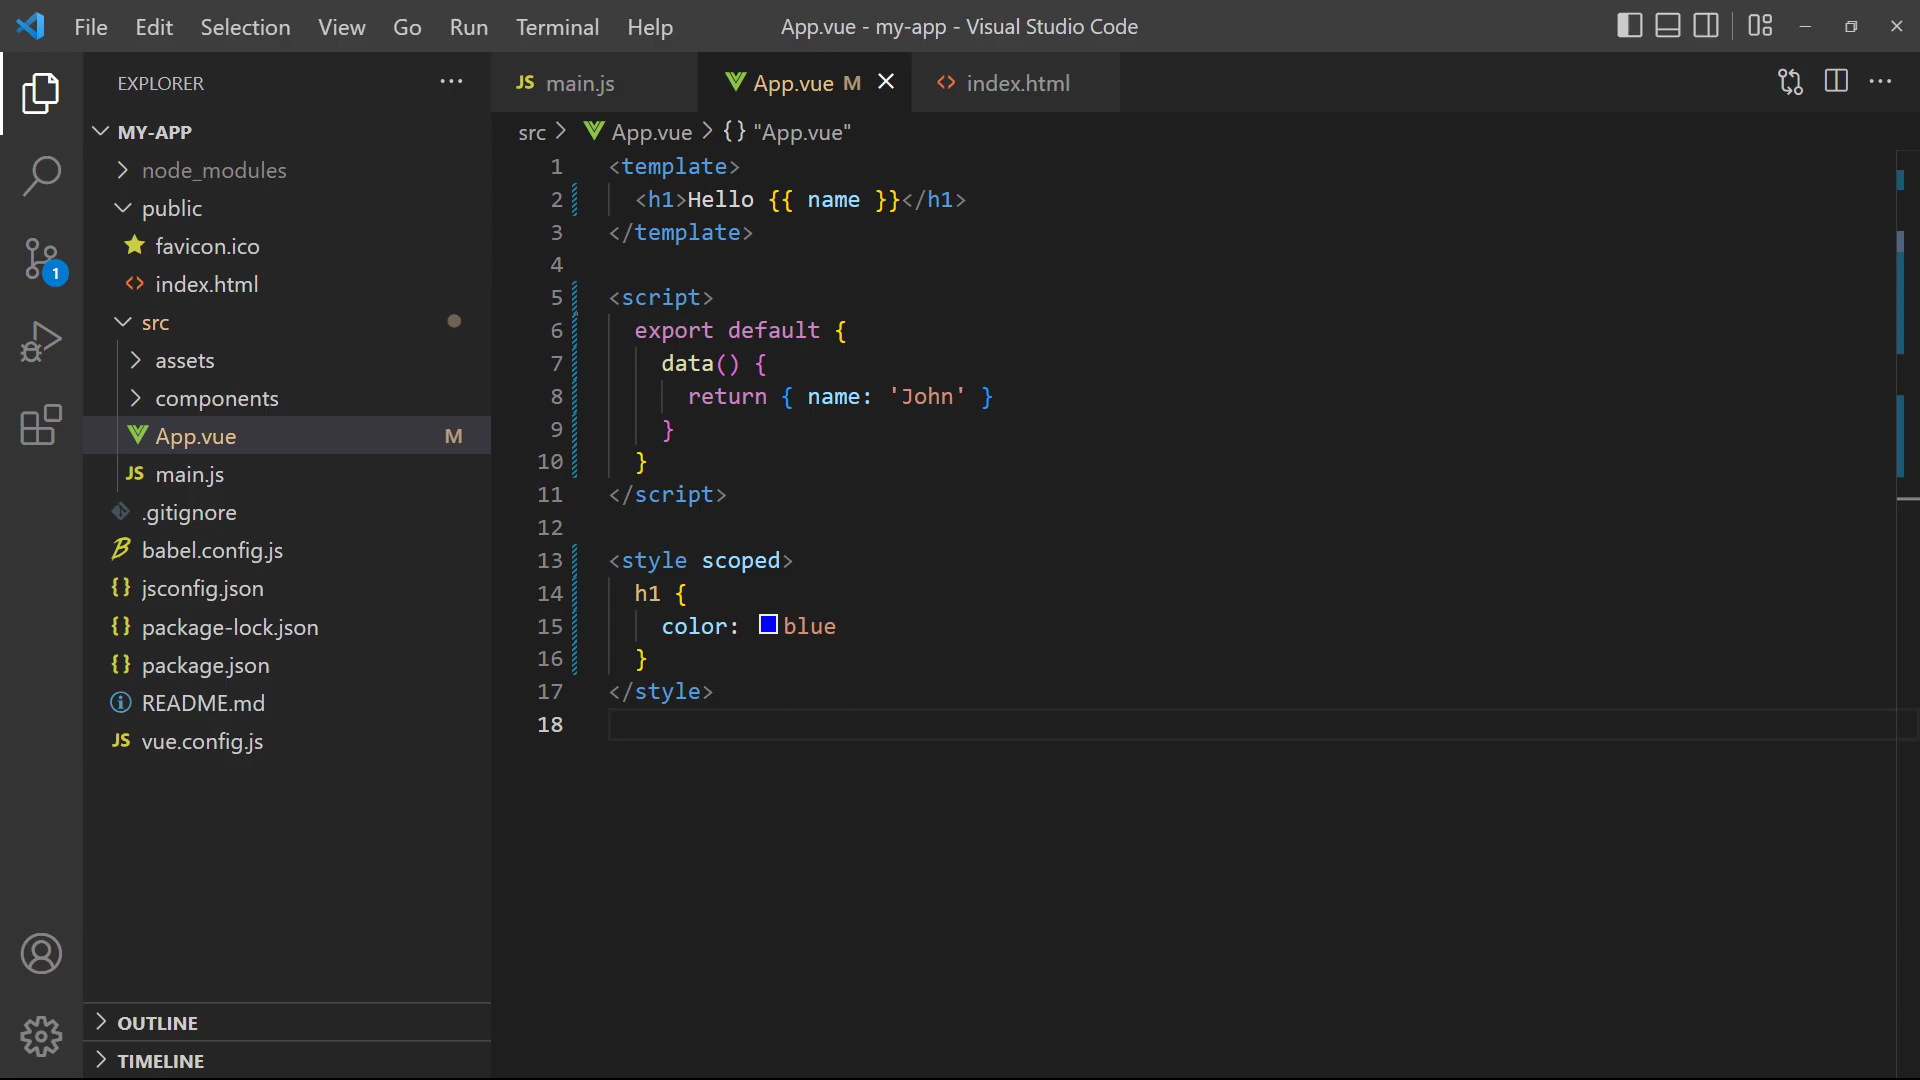 File Edit Selection View Go Run Terminal Help
App.vue - my-app - Visual Studio Code
EXPLORER
MY-APP
node_modules
public
favicon.ico
index.html
src
assets
components
App.vue M
JS main.js
.gitignore
babel.config.js
{} jsconfig.json
{} package-lock.json
{} package.json
README.md
JS vue.config.js
OUTLINE
TIMELINE
1
JS main.js
App.vue M
<> index.html
src > App.vue > {} "App.vue"
1 <template>
2 <h1>Hello {{ name }}</h1>
3 </template>
4
5 <script>
6 export default {
7 data() {
8 return { name: 'John' }
9 }
10 }
11 </script>
12
13 <style scoped>
14 h1 {
15 color: blue
16 }
17 </style>
18